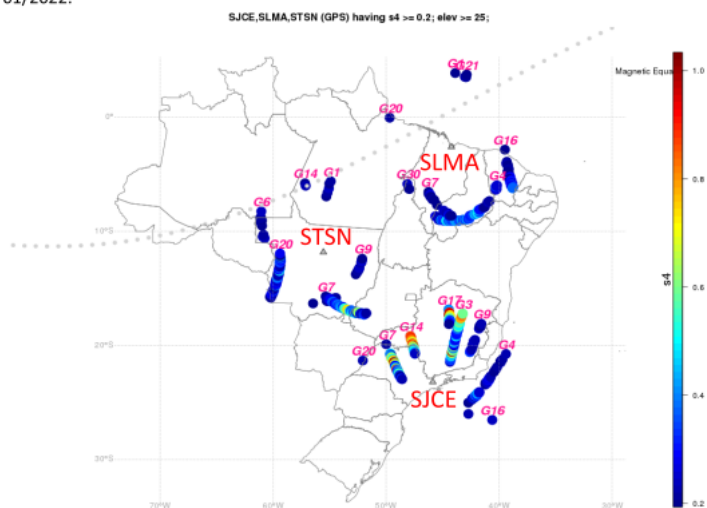 01/2022.
SJCE,SLMA,STSN (GPS) having s4 >= 0.2; elev >= 25;
G21
Magnetic Equa
1.0
G20
0°
G16
SLMA
G14 G1 G30 G7 G4
0.8
G6
10°S
STSN
G20 G9
s4
0.6
G7 G17 G3 G9
G7 G14 G4
20°S
G20
0.4
SJCE
G16
30°S
70°W 60°W 50°W 40°W 30°W
0.2